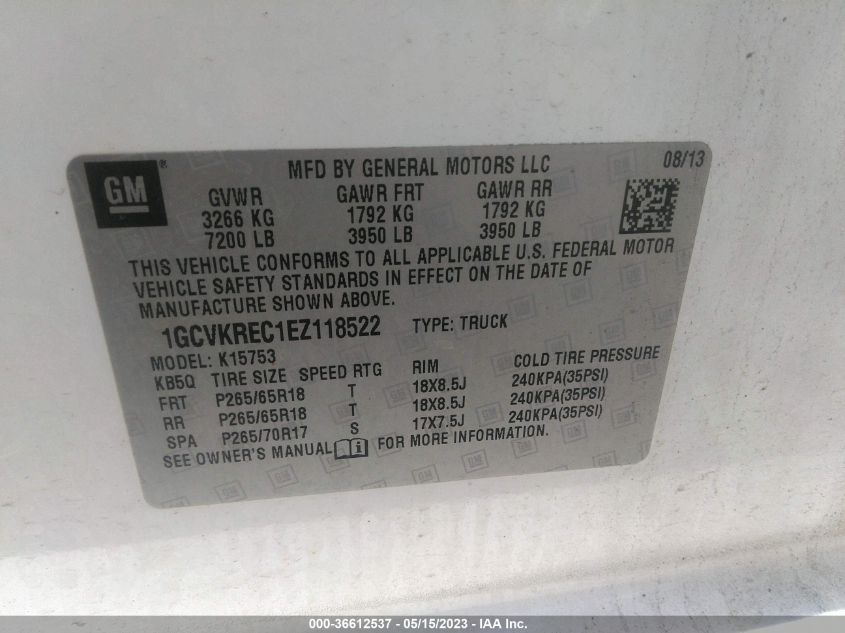 GM ®
MFD BY GENERAL MOTORS LLC
08/13
GVWR GAWR FRT GAWR RR
3266 KG 1792 KG 1792 KG
7200 LB 3950 LB 3950 LB
THIS VEHICLE CONFORMS TO ALL APPLICABLE U.S. FEDERAL MOTOR
VEHICLE SAFETY STANDARDS IN EFFECT ON THE DATE OF
MANUFACTURE SHOWN ABOVE.
1GCVKREC1EZ118522 TYPE: TRUCK
MODEL: K15753
KB5Q TIRE SIZE SPEED RTG RIM COLD TIRE PRESSURE
FRT P265/65R18 T 18X8.5J 240KPA(35PSI)
RR P265/65R18 T 18X8.5J 240KPA(35PSI)
SPA P265/70R17 S 17X7.5J 240KPA(35PSI)
SEE OWNER'S MANUAL FOR MORE INFORMATION.
000-36612537 - 05/15/2023 - IAA Inc.